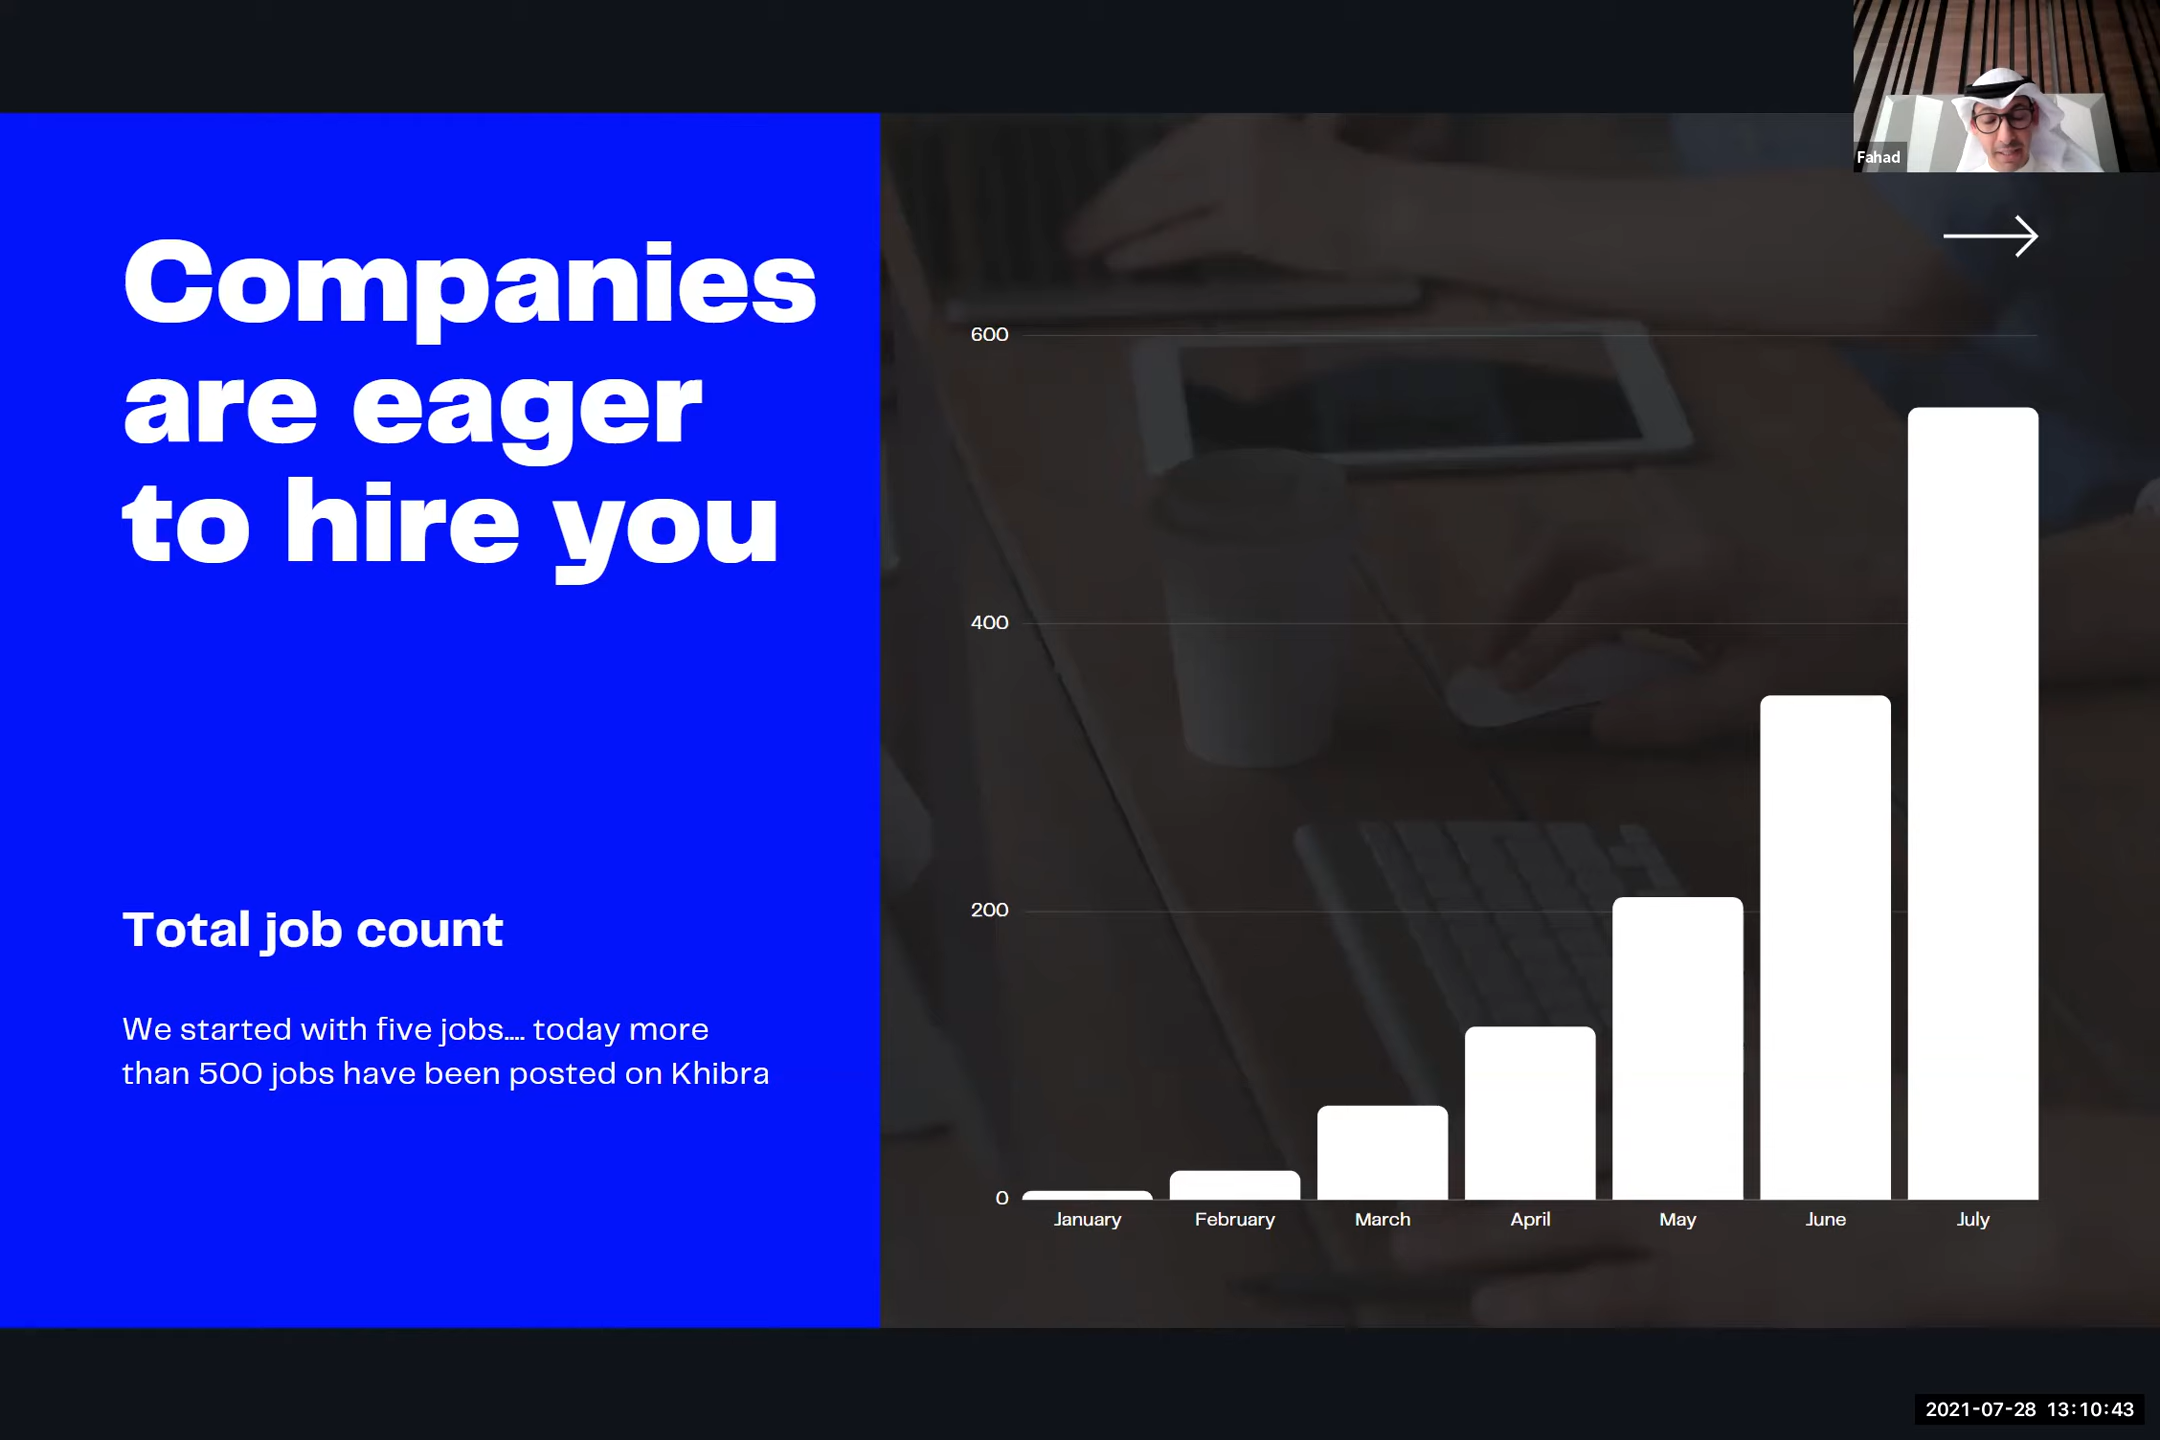 Fahad
Companies
are eager
to hire you
Total job count
We started with five jobs.... today more
than 500 jobs have been posted on Khibra
600
400
200
0
January February March April May June July
2021-07-28 13:10:43